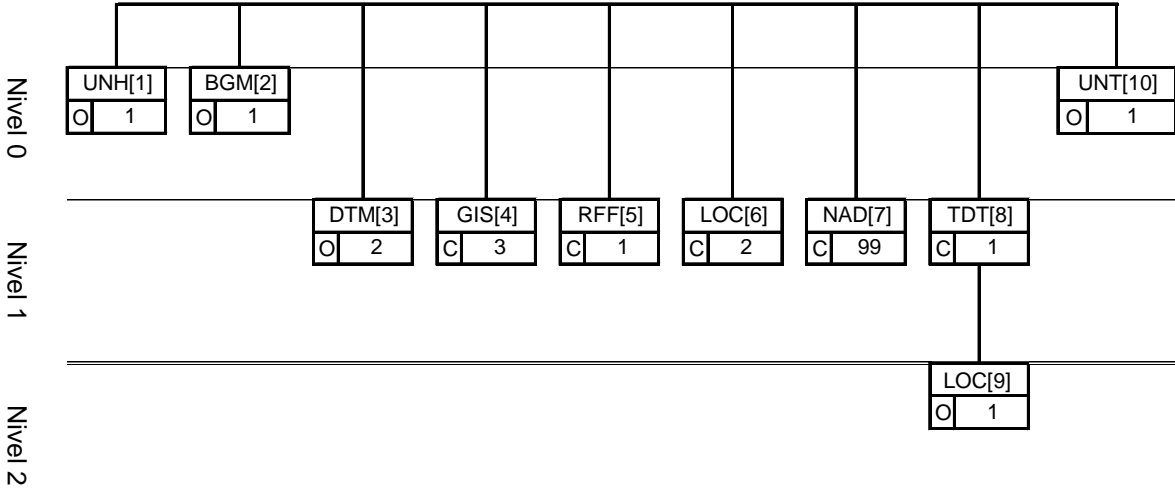 Nivel 0
UNH[1] BGM[2] UNT[10]
O 1 O 1 O 1
Nivel 1
DTM[3] GIS[4] RFF[5] LOC[6] NAD[7] TDT[8]
O 2 C 3 C 1 C 2 C 99 C 1
Nivel 2
LOC[9]
O 1